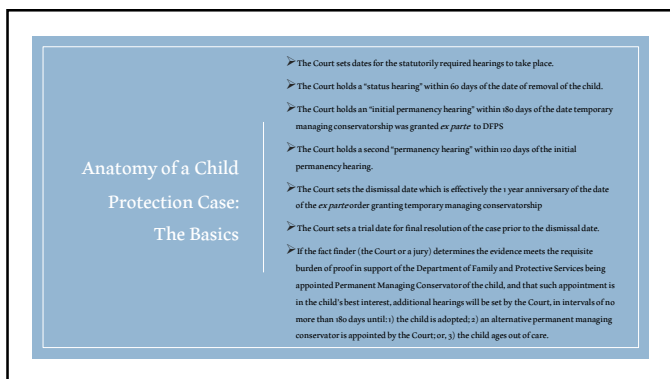 Anatomy of a Child
Protection Case:
The Basics
➢ The Court sets dates for the statutorily required hearings to take place.
➢ The Court holds a “status hearing” within 60 days of the date of removal of the child.
➢ The Court holds an “initial permanency hearing” within 180 days of the date temporary
managing conservatorship was granted ex parte to DFPS
➢ The Court holds a second “permanency hearing” within 120 days of the initial
permanency hearing.
➢ The Court sets the dismissal date which is effectively the 1 year anniversary of the date
of the ex parte order granting temporary managing conservatorship
➢ The Court sets a trial date for final resolution of the case prior to the dismissal date.
➢ If the fact finder (the Court or a jury) determines the evidence meets the requisite
burden of proof in support of the Department of Family and Protective Services being
appointed Permanent Managing Conservator of the child, and that such appointment is
in the child’s best interest, additional hearings will be set by the Court, in intervals of no
more than 180 days until: 1) the child is adopted; 2) an alternative permanent managing
conservator is appointed by the Court; or, 3) the child ages out of care.